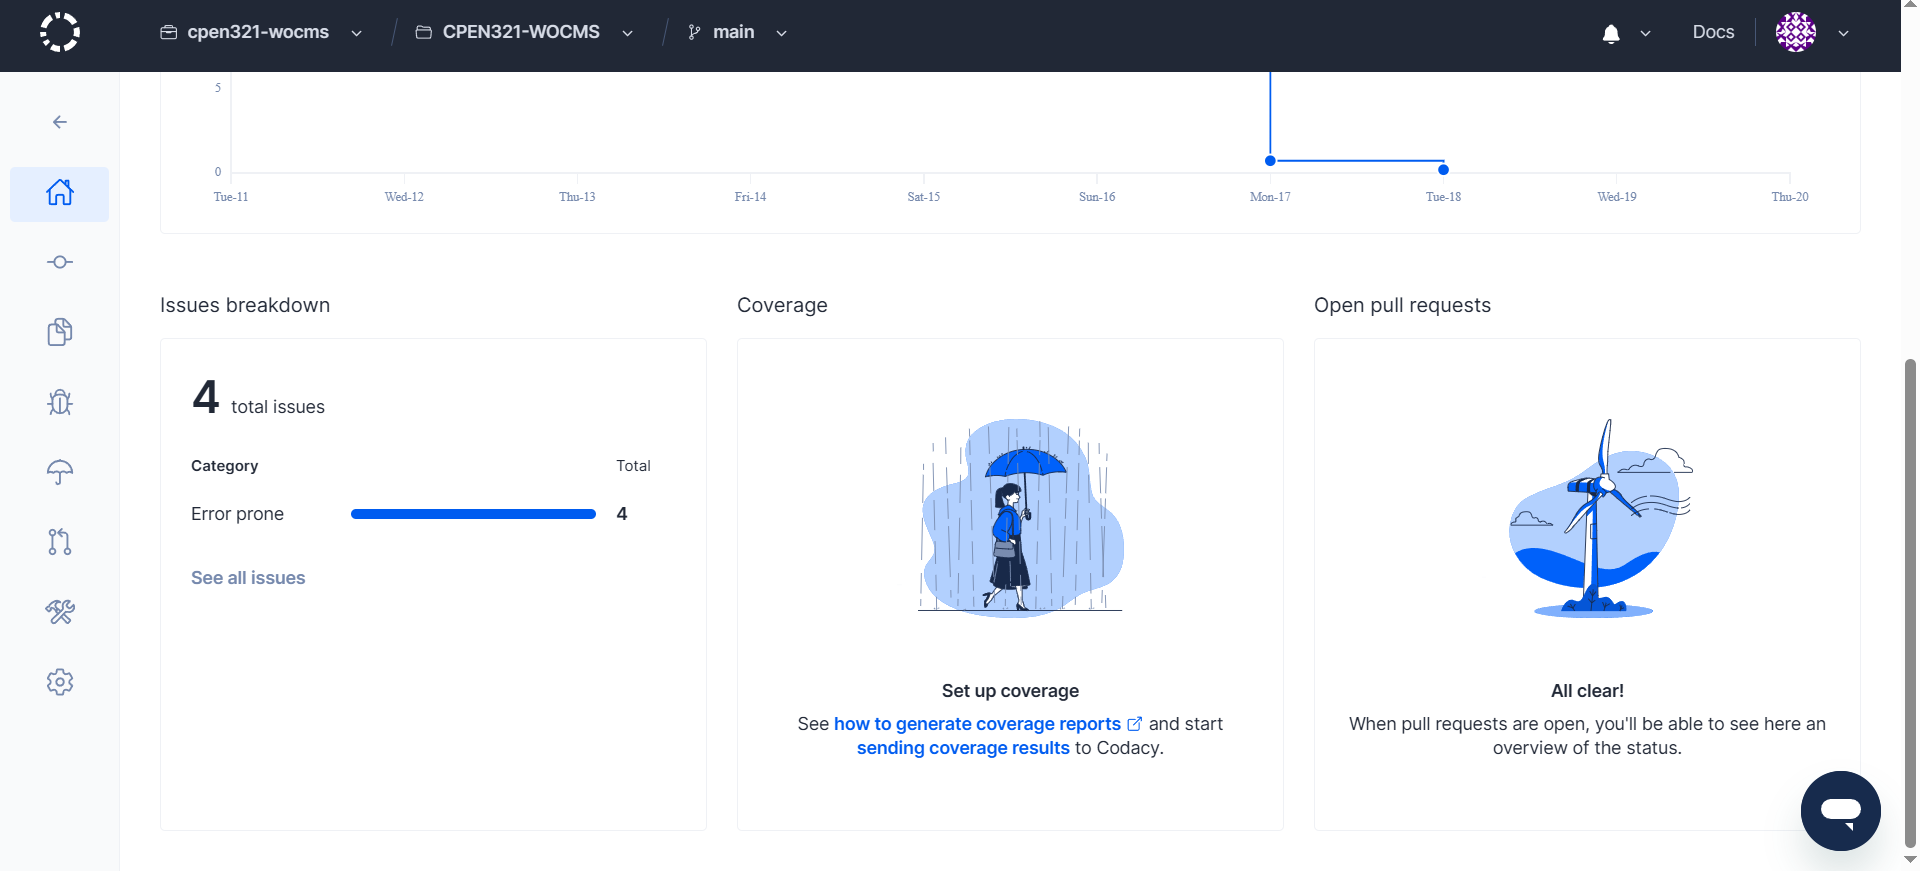 cpen321-wocms CPEN321-WOCMS main Docs
5
0
Tue-11 Wed-12 Thu-13 Fri-14 Sat-15 Sun-16 Mon-17 Tue-18 Wed-19 Thu-20
Issues breakdown
4 total issues
Category Total
Error prone 4
See all issues
Coverage
Set up coverage
See how to generate coverage reports and start
sending coverage results to Codacy.
Open pull requests
All clear!
When pull requests are open, you'll be able to see here an
overview of the status.